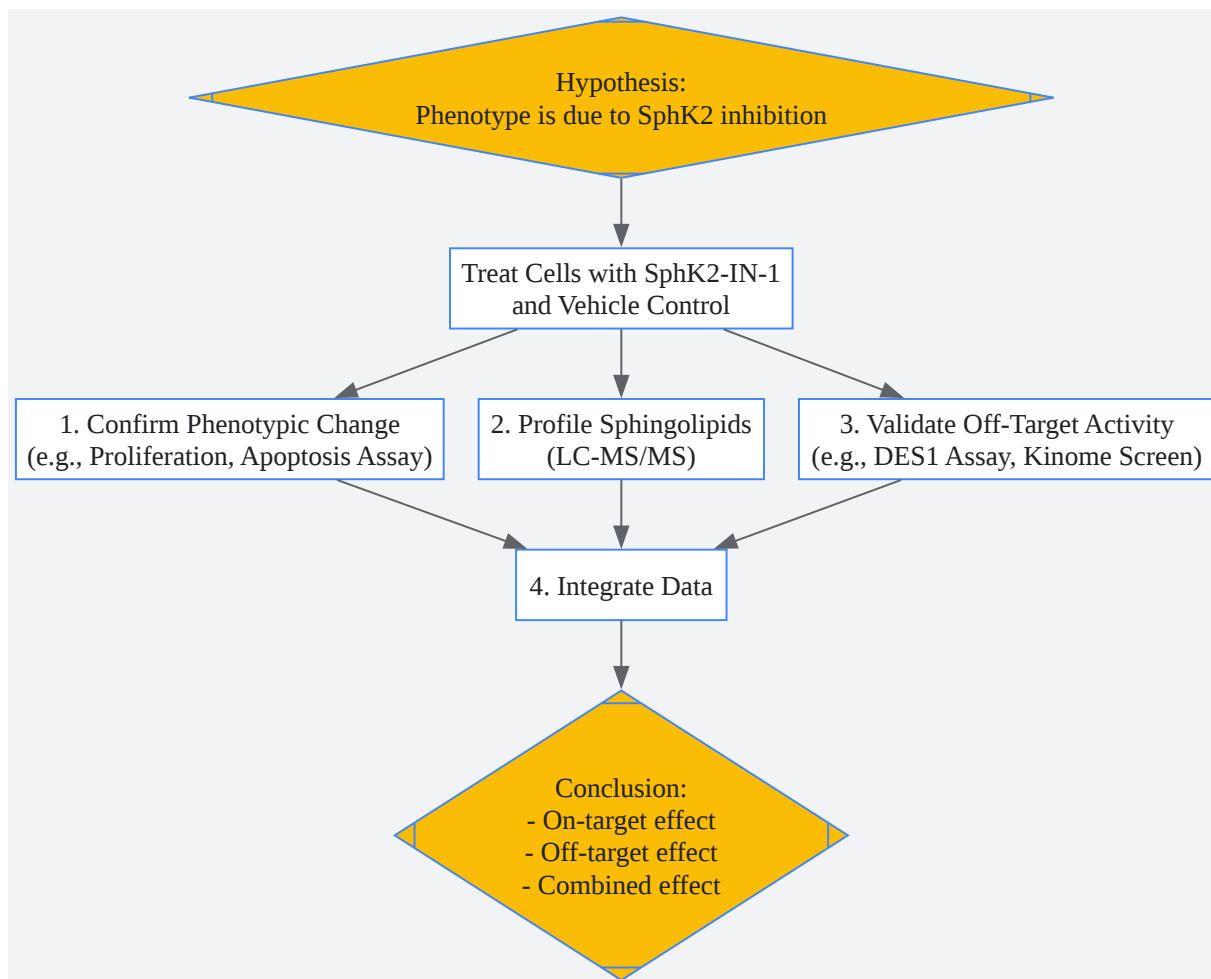 Hypothesis:
Phenotype is due to SphK2 inhibition
Treat Cells with SphK2-IN-1
and Vehicle Control
1. Confirm Phenotypic Change
(e.g., Proliferation, Apoptosis Assay)
2. Profile Sphingolipids
(LC-MS/MS)
3. Validate Off-Target Activity
(e.g., DES1 Assay, Kinome Screen)
4. Integrate Data
Conclusion:
- On-target effect
- Off-target effect
- Combined effect